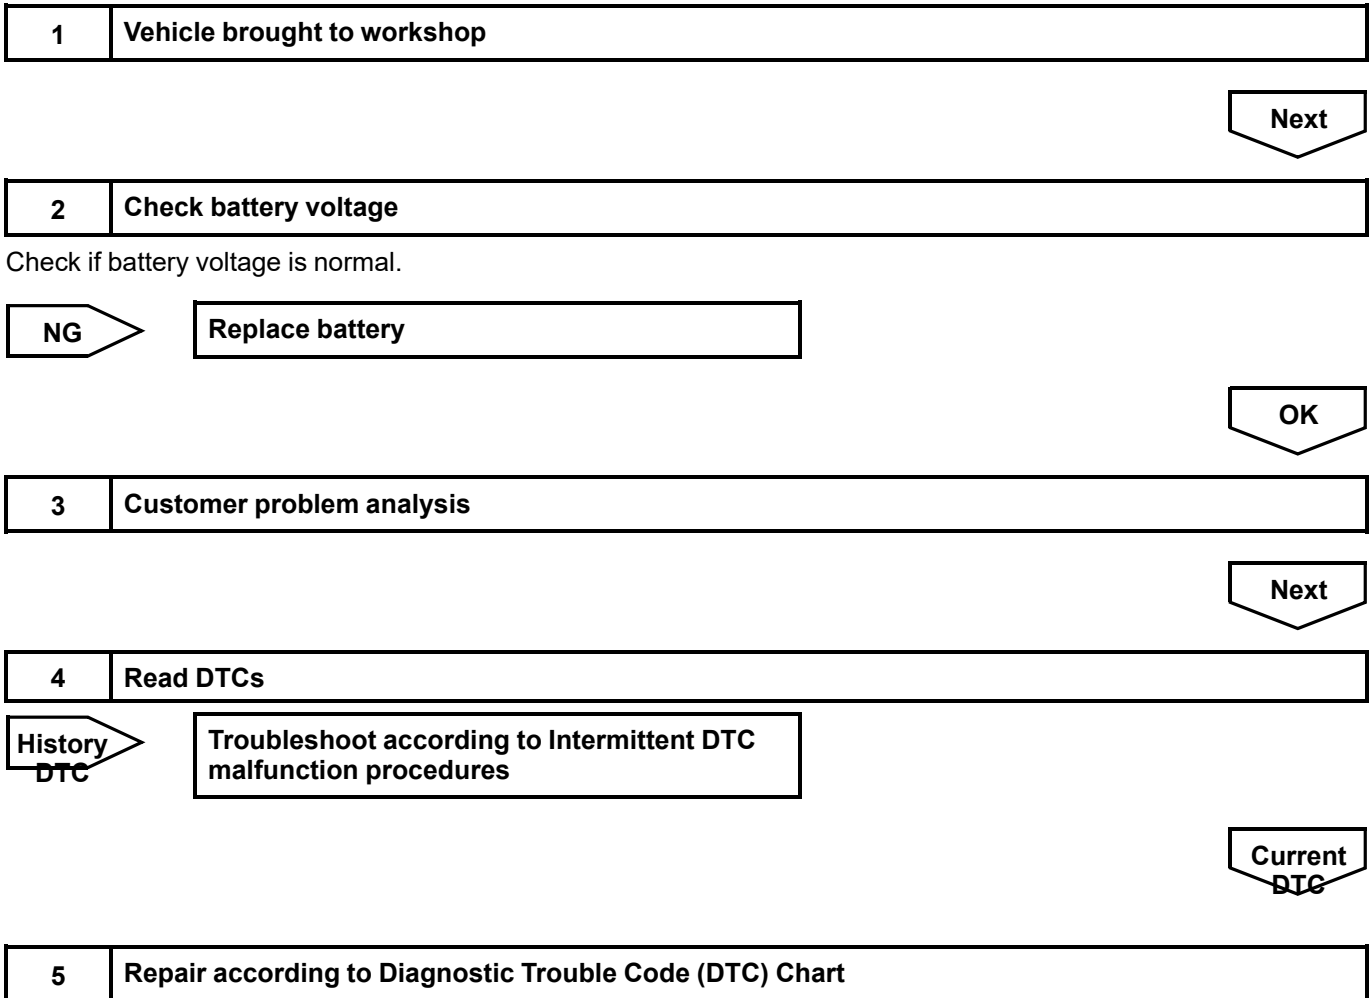 1 Vehicle brought to workshop
Next
2 Check battery voltage
Check if battery voltage is normal.
NG Replace battery
OK
3 Customer problem analysis
Next
4 Read DTCs
History
DTC
Troubleshoot according to Intermittent DTC
malfunction procedures
Current
DTC
5 Repair according to Diagnostic Trouble Code (DTC) Chart